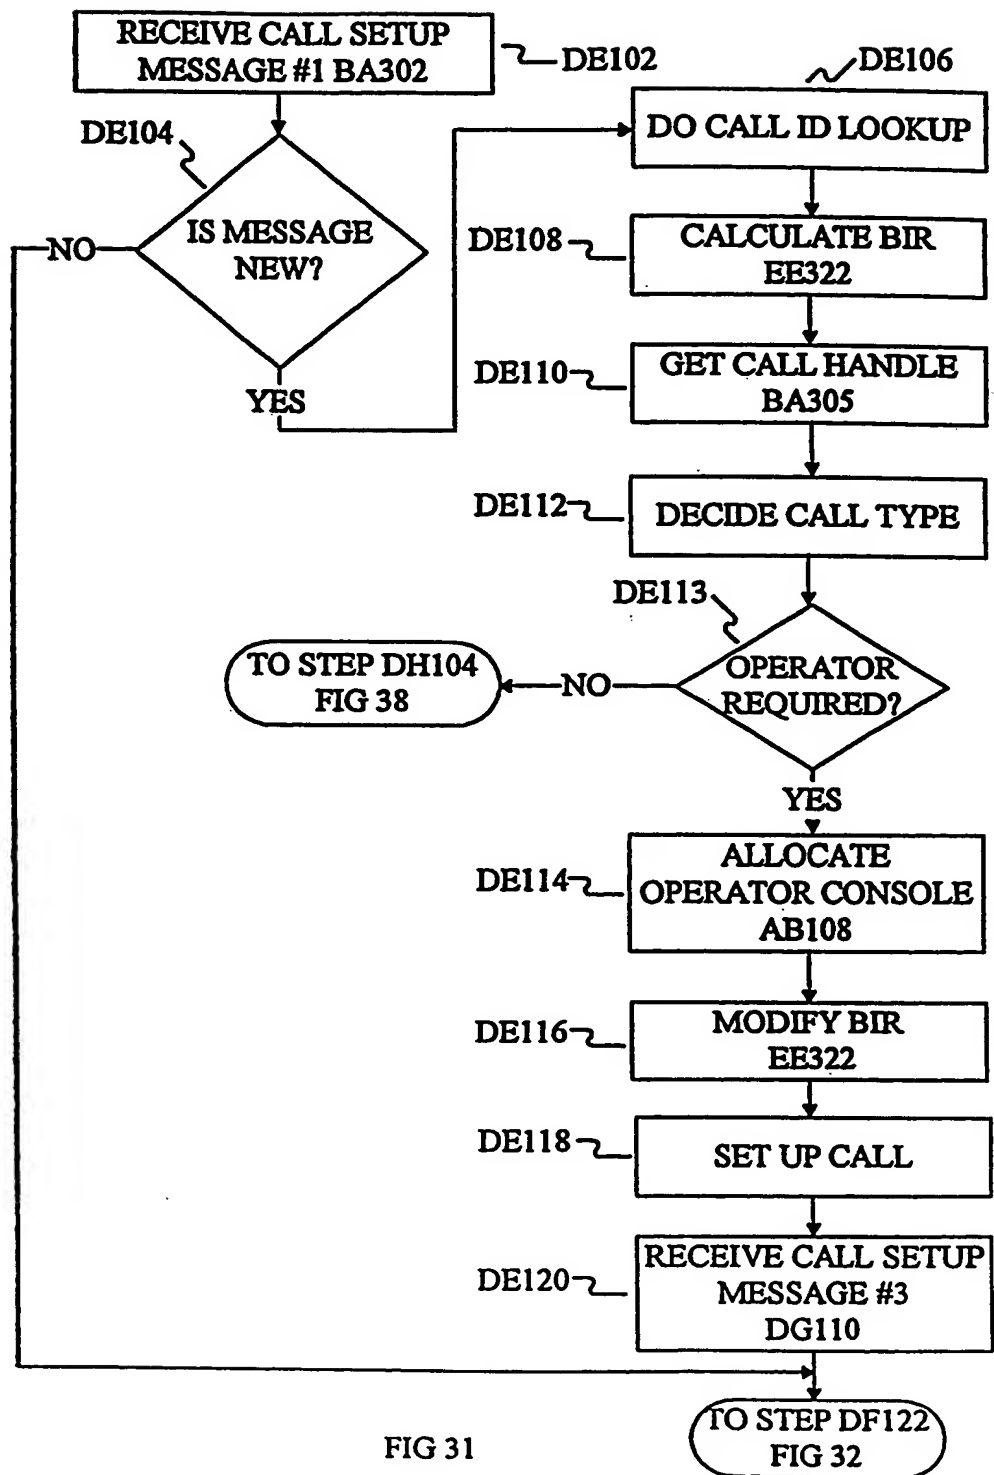 RECEIVE CALL SETUP
MESSAGE #1 BA302
DE102
DE104
IS MESSAGE
NEW?
NO
YES
DE106
DO CALL ID LOOKUP
DE108
CALCULATE BIR
EE322
DE110
GET CALL HANDLE
BA305
DE112
DECIDE CALL TYPE
DE113
OPERATOR
REQUIRED?
NO
TO STEP DH104
FIG 38
YES
DE114
ALLOCATE
OPERATOR CONSOLE
AB108
DE116
MODIFY BIR
EE322
DE118
SET UP CALL
DE120
RECEIVE CALL SETUP
MESSAGE #3
DG110
TO STEP DF122
FIG 32
FIG 31